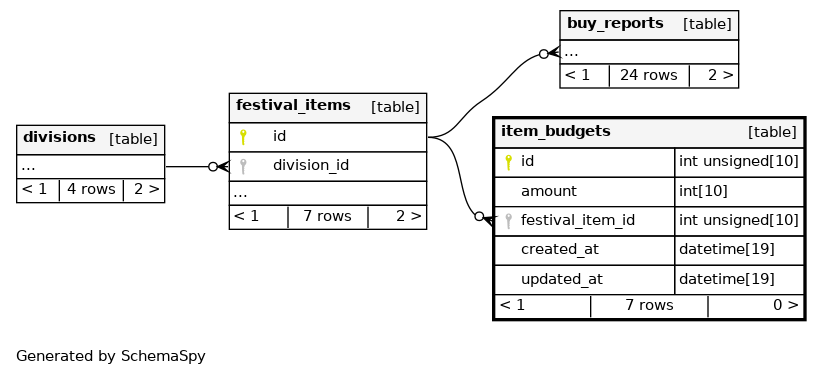 buy_reports [table]
...
< 1 24 rows 2 >
festival_items [table]
id
division_id
...
< 1 7 rows 2 >
divisions [table]
...
< 1 4 rows 2 >
item_budgets [table]
id int unsigned[10]
amount int[10]
festival_item_id int unsigned[10]
created_at datetime[19]
updated_at datetime[19]
< 1 7 rows 0 >
Generated by SchemaSpy